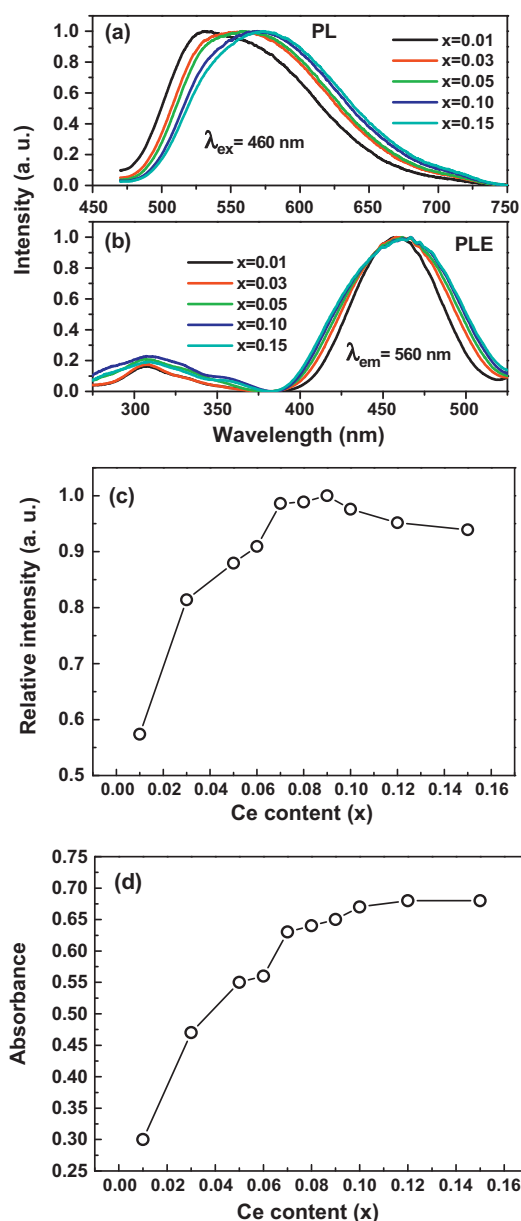 (a) PL
x=0.01
x=0.03
x=0.05
x=0.10
x=0.15
λex= 460 nm
1.0
0.8
0.6
0.4
0.2
0.0
450 500 550 600 650 700 750
Intensity (a. u.)
(b) PLE
x=0.01
x=0.03
x=0.05
x=0.10
x=0.15
λem= 560 nm
1.0
0.8
0.6
0.4
0.2
0.0
300 350 400 450 500
Wavelength (nm)
(c)
1.0
0.9
0.8
0.7
0.6
0.5
Relative intensity (a. u.)
0.00 0.02 0.04 0.06 0.08 0.10 0.12 0.14 0.16
Ce content (x)
(d)
0.75
0.70
0.65
0.60
0.55
0.50
0.45
0.40
0.35
0.30
0.25
Absorbance
0.00 0.02 0.04 0.06 0.08 0.10 0.12 0.14 0.16
Ce content (x)